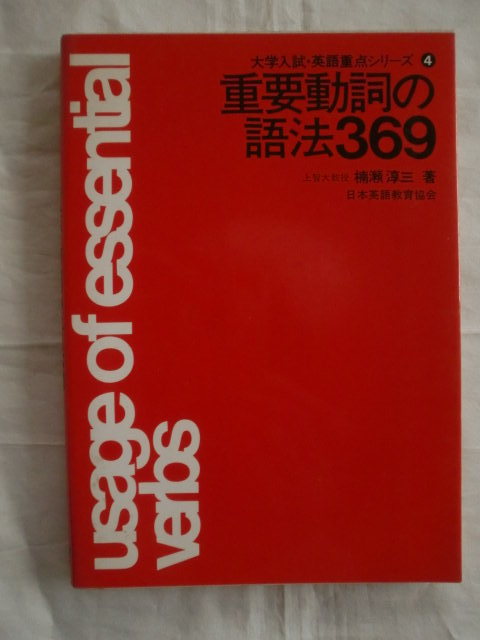 大学入試・英語重点シリーズ 4
重要動詞の
語法369
上智大教授 楠瀬淳三 著
日本英語教育協会
usage of essential
verbs